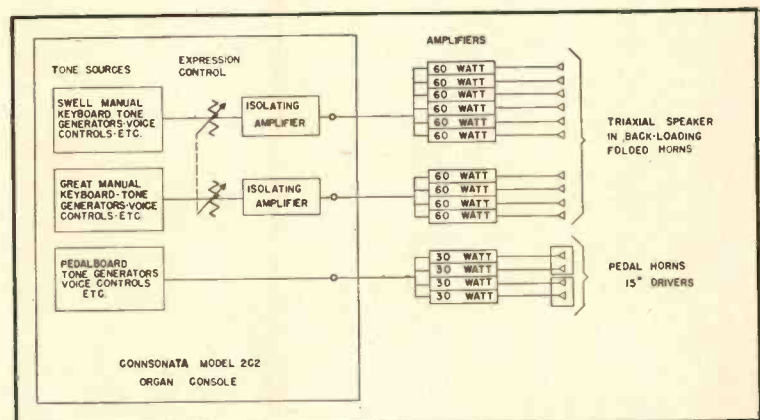 TONE SOURCES
EXPRESSION
CONTROL
AMPLIFIERS
SWELL MANUAL
KEYBOARD TONE
GENERATORS-VOICE
CONTROLS-ETC.
ISOLATING
AMPLIFIER
60 WATT
60 WATT
60 WATT
60 WATT
60 WATT
60 WATT
TRIAXIAL SPEAKER
IN BACK-LOADING
FOLDED HORNS
GREAT MANUAL
KEYBOARD-TONE
GENERATORS-VOICE
CONTROLS-ETC
ISOLATING
AMPLIFIER
60 WATT
60 WATT
60 WATT
60 WATT
PEDALBOARD
TONE GENERATORS
VOICE CONTROLS
ETC.
30 WATT
30 WATT
30 WATT
30 WATT
PEDAL HORNS
15" DRIVERS
CONNSONATA MODEL 2C2
ORGAN CONSOLE